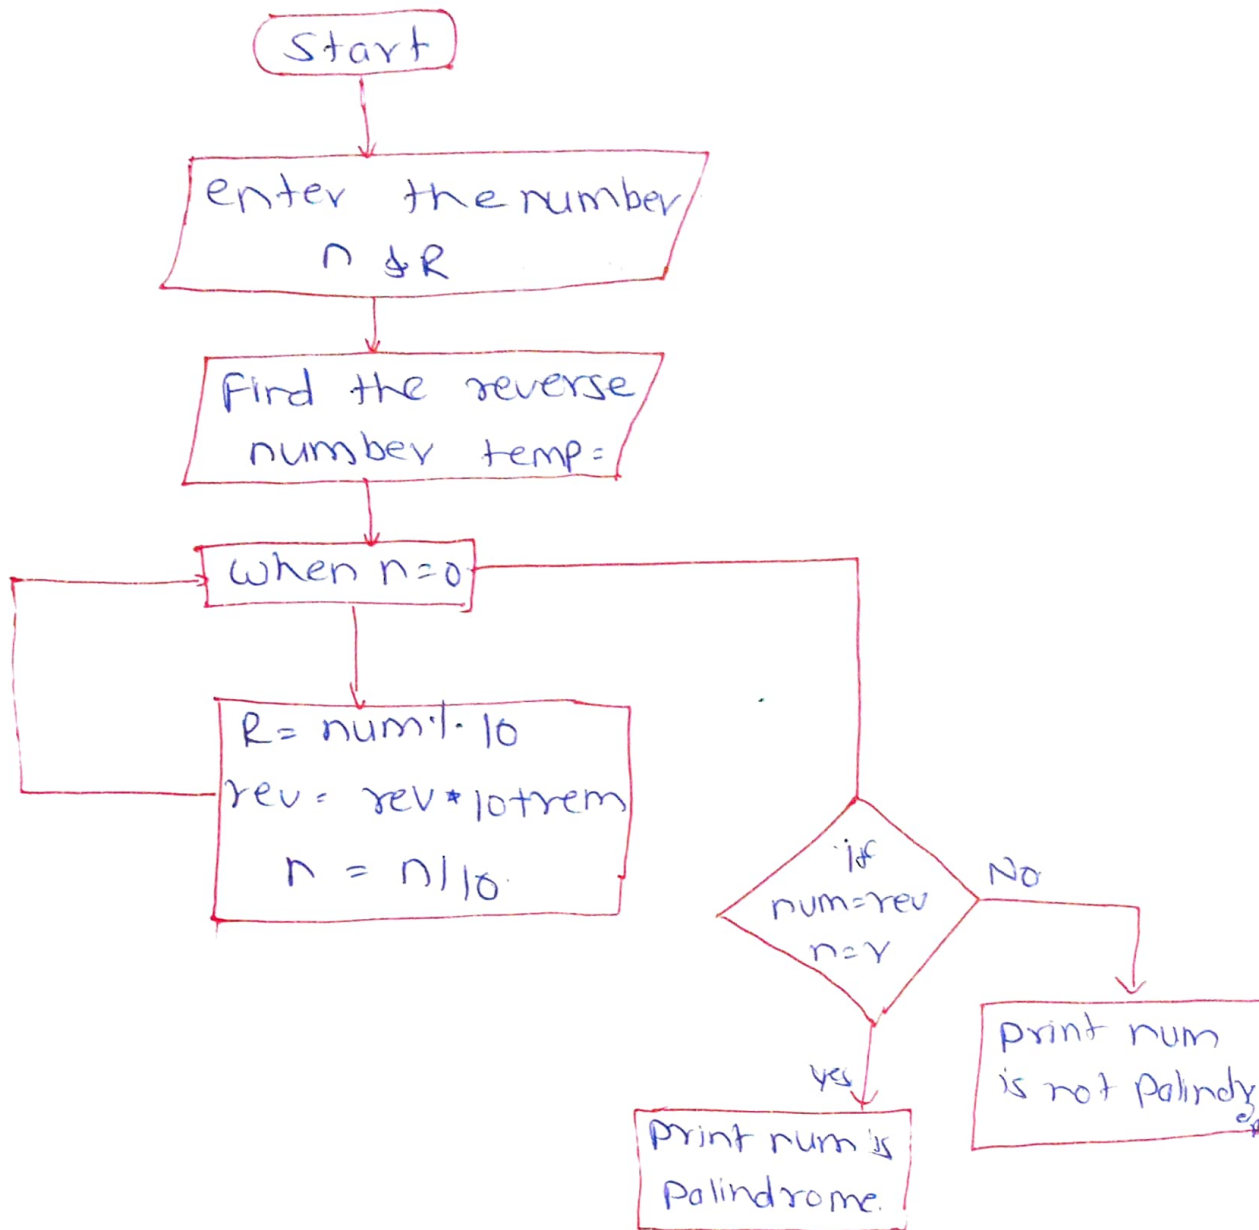 Start
enter the number
n & R
Find the reverse
number temp=
when n=0
R= num % 10
rev= rev * 10+rem
n = n/10.
if
num=rev
n=r
No
yes
print num
is not Palindr
print num is
Palindrome.